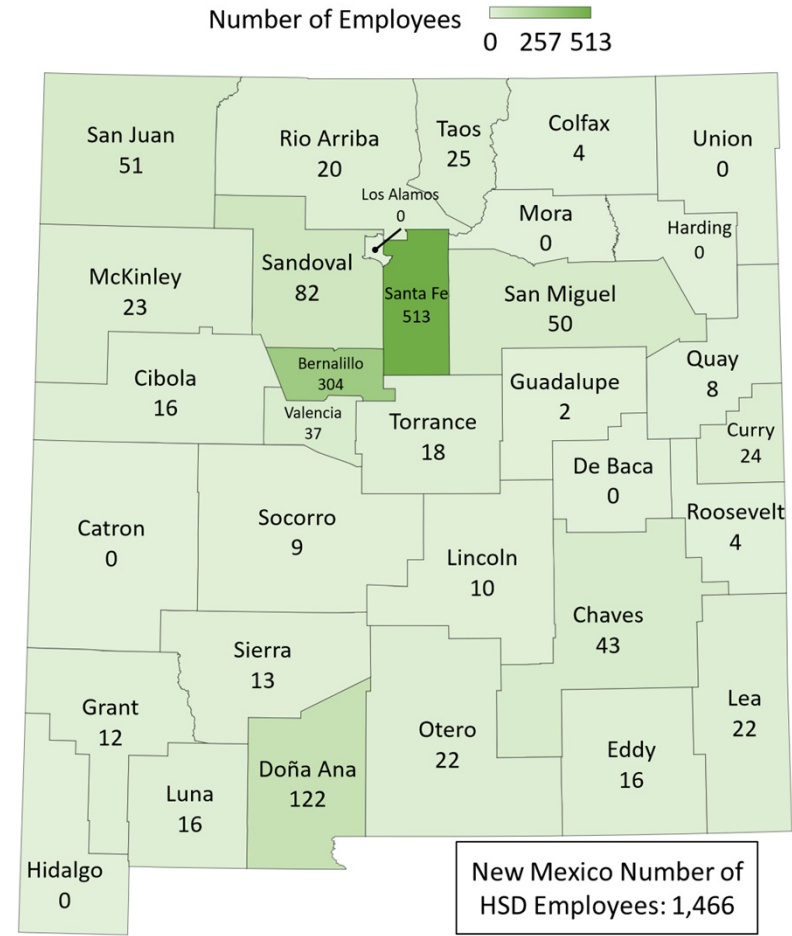 Number of Employees
0 257 513
San Juan
51
Rio Arriba
20
Taos
25
Colfax
4
Union
0
Los Alamos
0
Mora
0
Harding
0
McKinley
23
Sandoval
82
Santa Fe
513
San Miguel
50
Cibola
16
Bernalillo
304
Valencia
37
Torrance
18
Guadalupe
2
Quay
8
Curry
24
De Baca
0
Roosevelt
4
Catron
0
Socorro
9
Lincoln
10
Chaves
43
Sierra
13
Grant
12
Doña Ana
122
Otero
22
Lea
22
Eddy
16
Luna
16
Hidalgo
0
New Mexico Number of
HSD Employees: 1,466